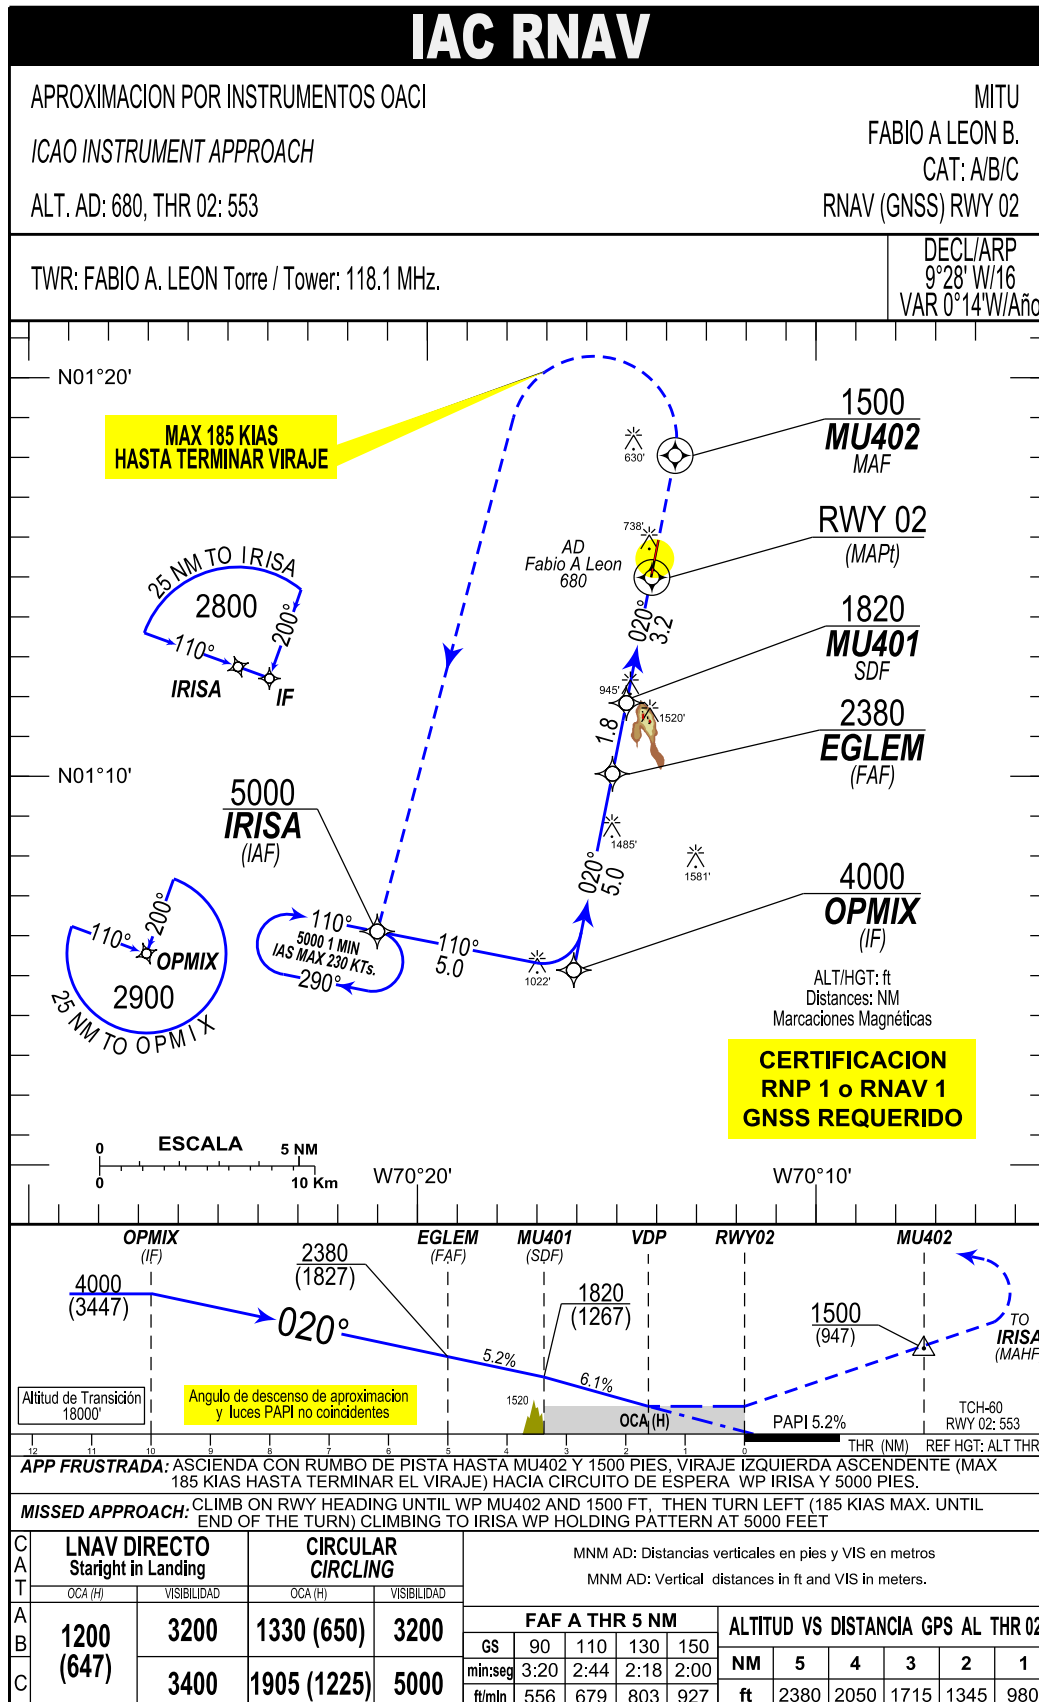 IAC RNAV
APROXIMACION POR INSTRUMENTOS OACI
ICAO INSTRUMENT APPROACH
ALT. AD: 680, THR 02: 553
MITU
FABIO A LEON B.
CAT: A/B/C
RNAV (GNSS) RWY 02
TWR: FABIO A. LEON Torre / Tower: 118.1 MHz.
DECL/ARP
9°28' W/16
VAR 0°14'W/Año
N01°20'
MAX 185 KIAS
HASTA TERMINAR VIRAJE
1500
MU402
MAF
630'
738'
RWY 02
(MAPt)
AD
Fabio A Leon
680
25 NM TO IRISA
2800
110°
200°
IRISA
IF
020°
3.2
1820
MU401
SDF
945'
1520'
1.8
2380
EGLEM
(FAF)
N01°10'
5000
IRISA
(IAF)
1485'
1581'
020°
5.0
4000
OPMIX
(IF)
110°
200°
OPMIX
2900
25 NM TO OPMIX
110°
5000 1 MIN
IAS MAX 230 KTs.
290°
110°
5.0
1022'
ALT/HGT: ft
Distances: NM
Marcaciones Magnéticas
CERTIFICACION
RNP 1 o RNAV 1
GNSS REQUERIDO
0 ESCALA 5 NM
0 10 Km
W70°20'
W70°10'
OPMIX
(IF)
EGLEM
(FAF)
MU401
(SDF)
VDP
RWY02
MU402
4000
(3447)
2380
(1827)
1820
(1267)
1500
(947)
020°
5.2%
6.1%
TO
IRISA
(MAHF
Altitud de Transición
18000'
Angulo de descenso de aproximacion
y luces PAPI no coincidentes
1520
OCA (H)
PAPI 5.2%
TCH-60
RWY 02: 553
12 11 10 9 8 7 6 5 4 3 2 1 0
THR (NM) REF HGT: ALT THR
APP FRUSTRADA: ASCIENDA CON RUMBO DE PISTA HASTA MU402 Y 1500 PIES, VIRAJE IZQUIERDA ASCENDENTE (MAX
185 KIAS HASTA TERMINAR EL VIRAJE) HACIA CIRCUITO DE ESPERA WP IRISA Y 5000 PIES.
MISSED APPROACH: CLIMB ON RWY HEADING UNTIL WP MU402 AND 1500 FT, THEN TURN LEFT (185 KIAS MAX. UNTIL
END OF THE TURN) CLIMBING TO IRISA WP HOLDING PATTERN AT 5000 FEET
CAT
LNAV DIRECTO
Staright in Landing
CIRCULAR
CIRCLING
OCA (H) VISIBILIDAD OCA (H) VISIBILIDAD
A
B
C
1200
(647)
3200 1330 (650) 3200
3400 1905 (1225) 5000
MNM AD: Distancias verticales en pies y VIS en metros
MNM AD: Vertical distances in ft and VIS in meters.
FAF A THR 5 NM
GS 90 110 130 150
min:seg 3:20 2:44 2:18 2:00
ft/min 556 679 803 927
ALTITUD VS DISTANCIA GPS AL THR 02
NM 5 4 3 2 1
ft 2380 2050 1715 1345 980